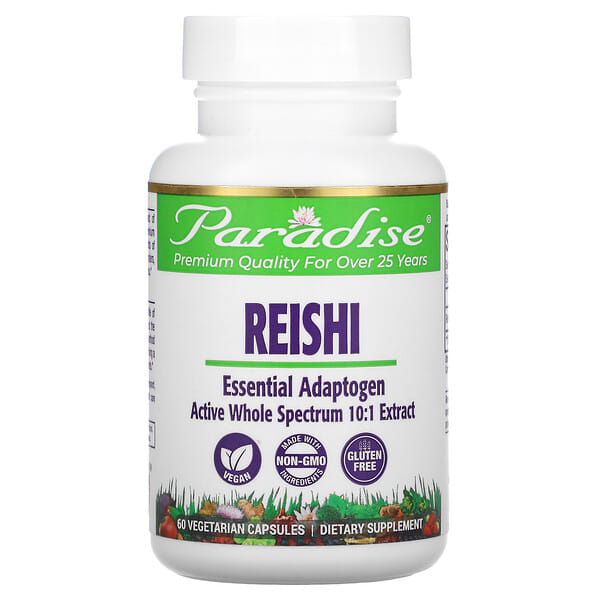 Paradise®
Premium Quality For Over 25 Years
REISHI
Essential Adaptogen
Active Whole Spectrum 10:1 Extract
VEGAN
MADE WITH
NON-GMO
INGREDIENTS
GLUTEN
FREE
60 VEGETARIAN CAPSULES | DIETARY SUPPLEMENT